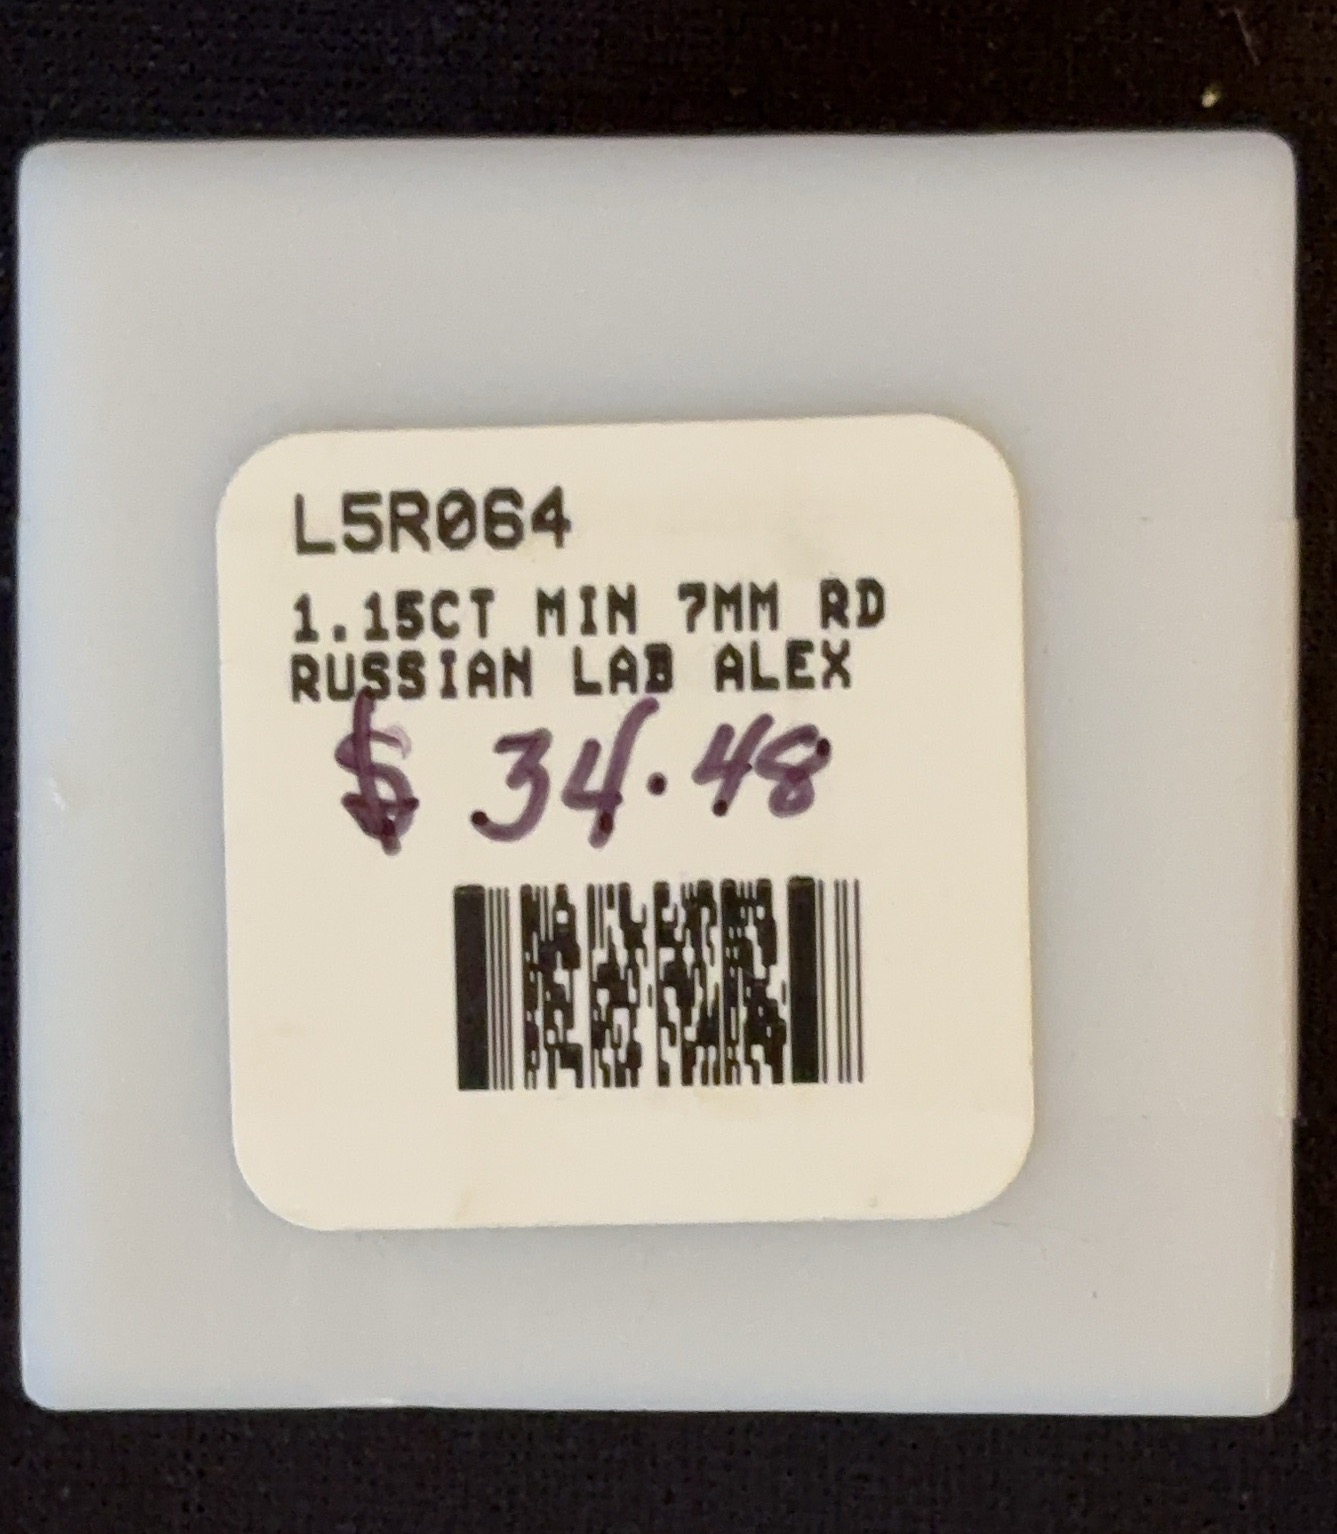 L5R064
1.15CT MIN 7MM RD
RUSSIAN LAB ALEX
$ 34.48